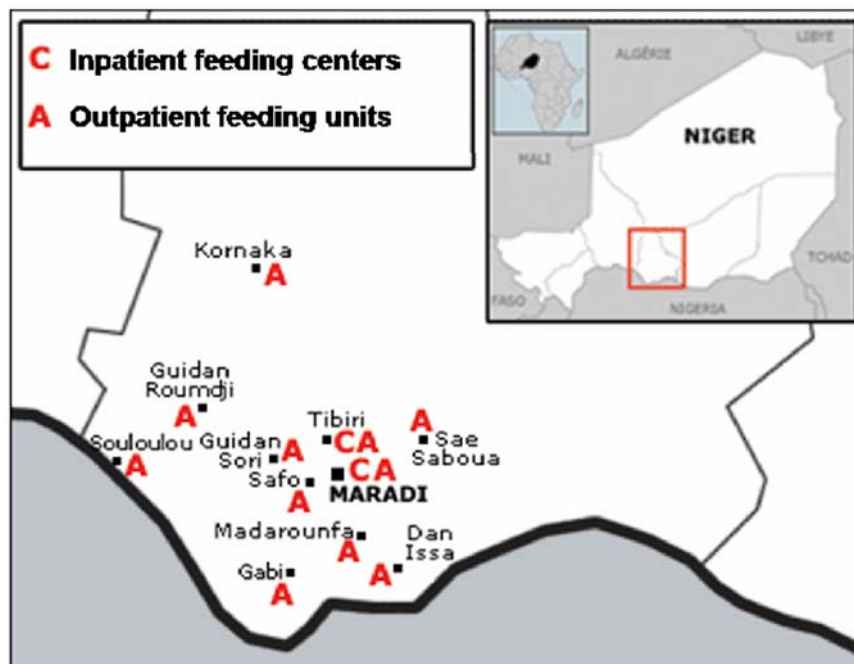 C Inpatient feeding centers
A Outpatient feeding units
LIBYE
ALGÉRIE
NIGER
MALI
TCHAD
FASO
NIGERIA
Kornaka
A
Guidan
Roumdji
A
Souloulou
A
Guidan
Sori
A
Tibiri
CA
A
Sae
Saboua
Safo
A
CA
MARADI
Madarounfa
A
Dan
Issa
A
Gabi
A